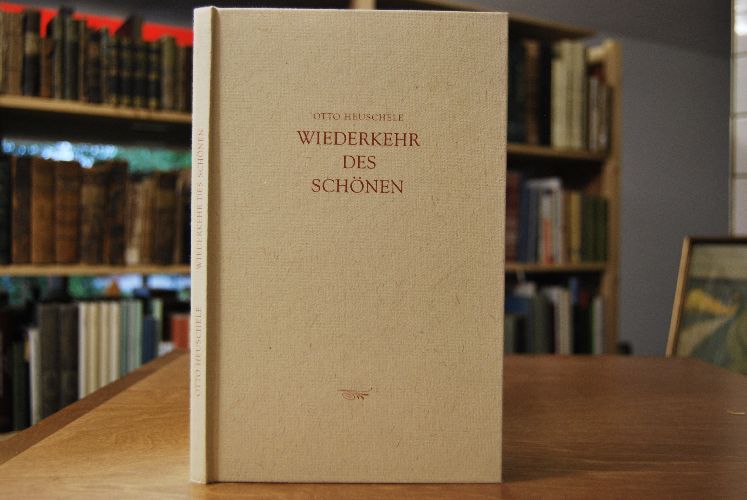 OTTO HEUSCHELE
WIEDERKEHR
DES
SCHÖNEN
OTTO HEUSCHELE WIEDERKEHR DES SCHÖNEN